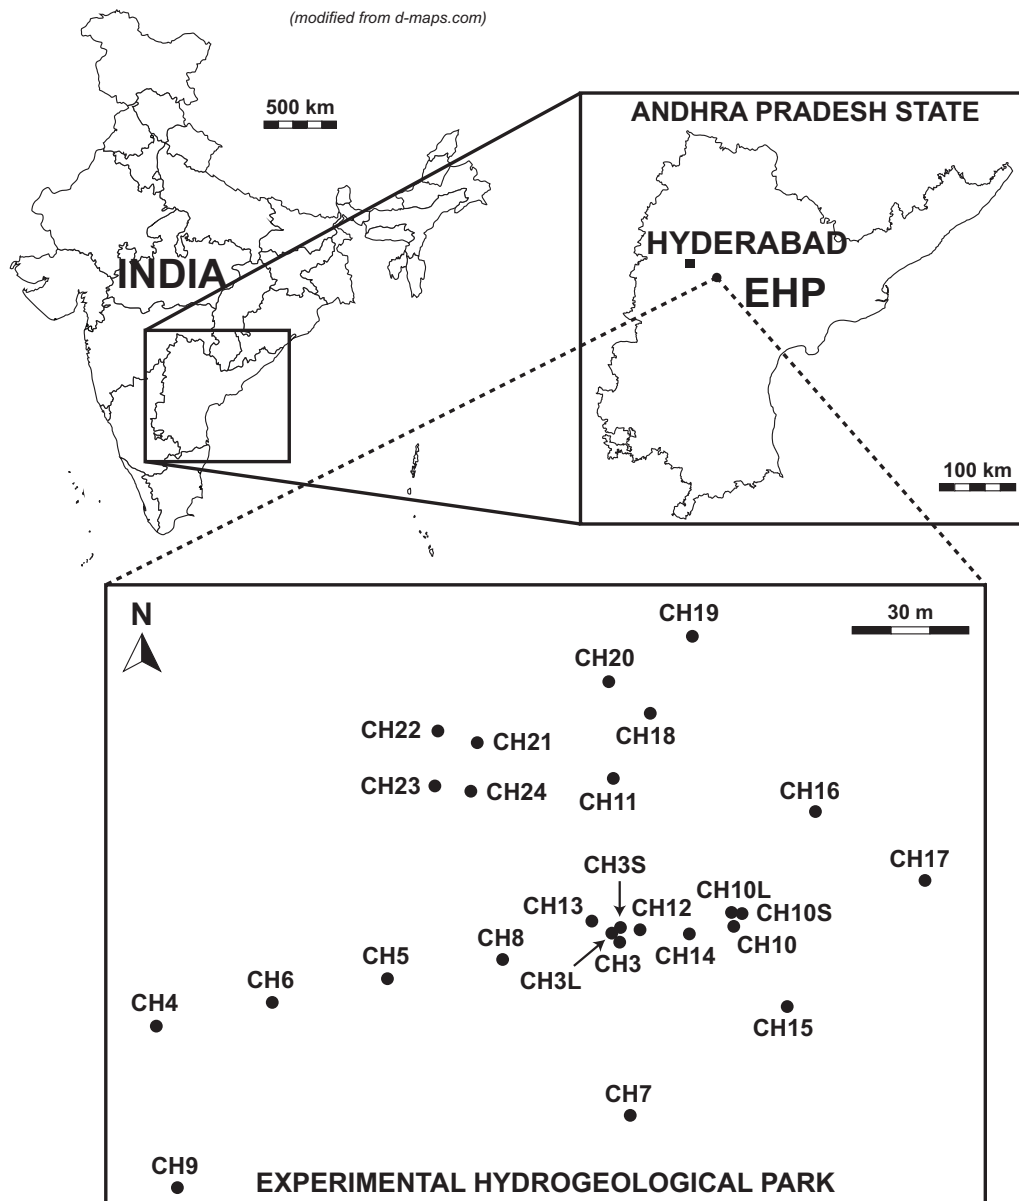 (modified from d-maps.com)
500 km
INDIA
ANDHRA PRADESH STATE
HYDERABAD
EHP
100 km
N
30 m
CH19
CH20
CH18
CH22
CH21
CH23
CH24
CH11
CH16
CH17
CH3S
CH10L
CH13
CH12
CH10S
CH8
CH3
CH14
CH10
CH5
CH3L
CH6
CH4
CH15
CH7
CH9
EXPERIMENTAL HYDROGEOLOGICAL PARK